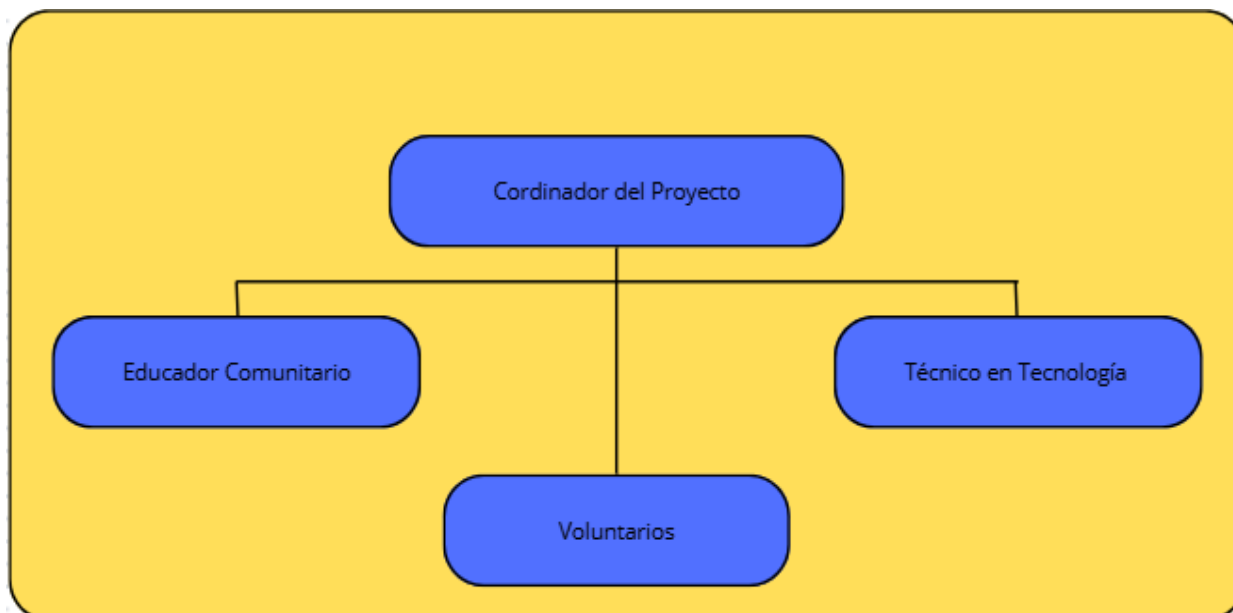 Cordinador del Proyecto
Educador Comunitario
Técnico en Tecnología
Voluntarios